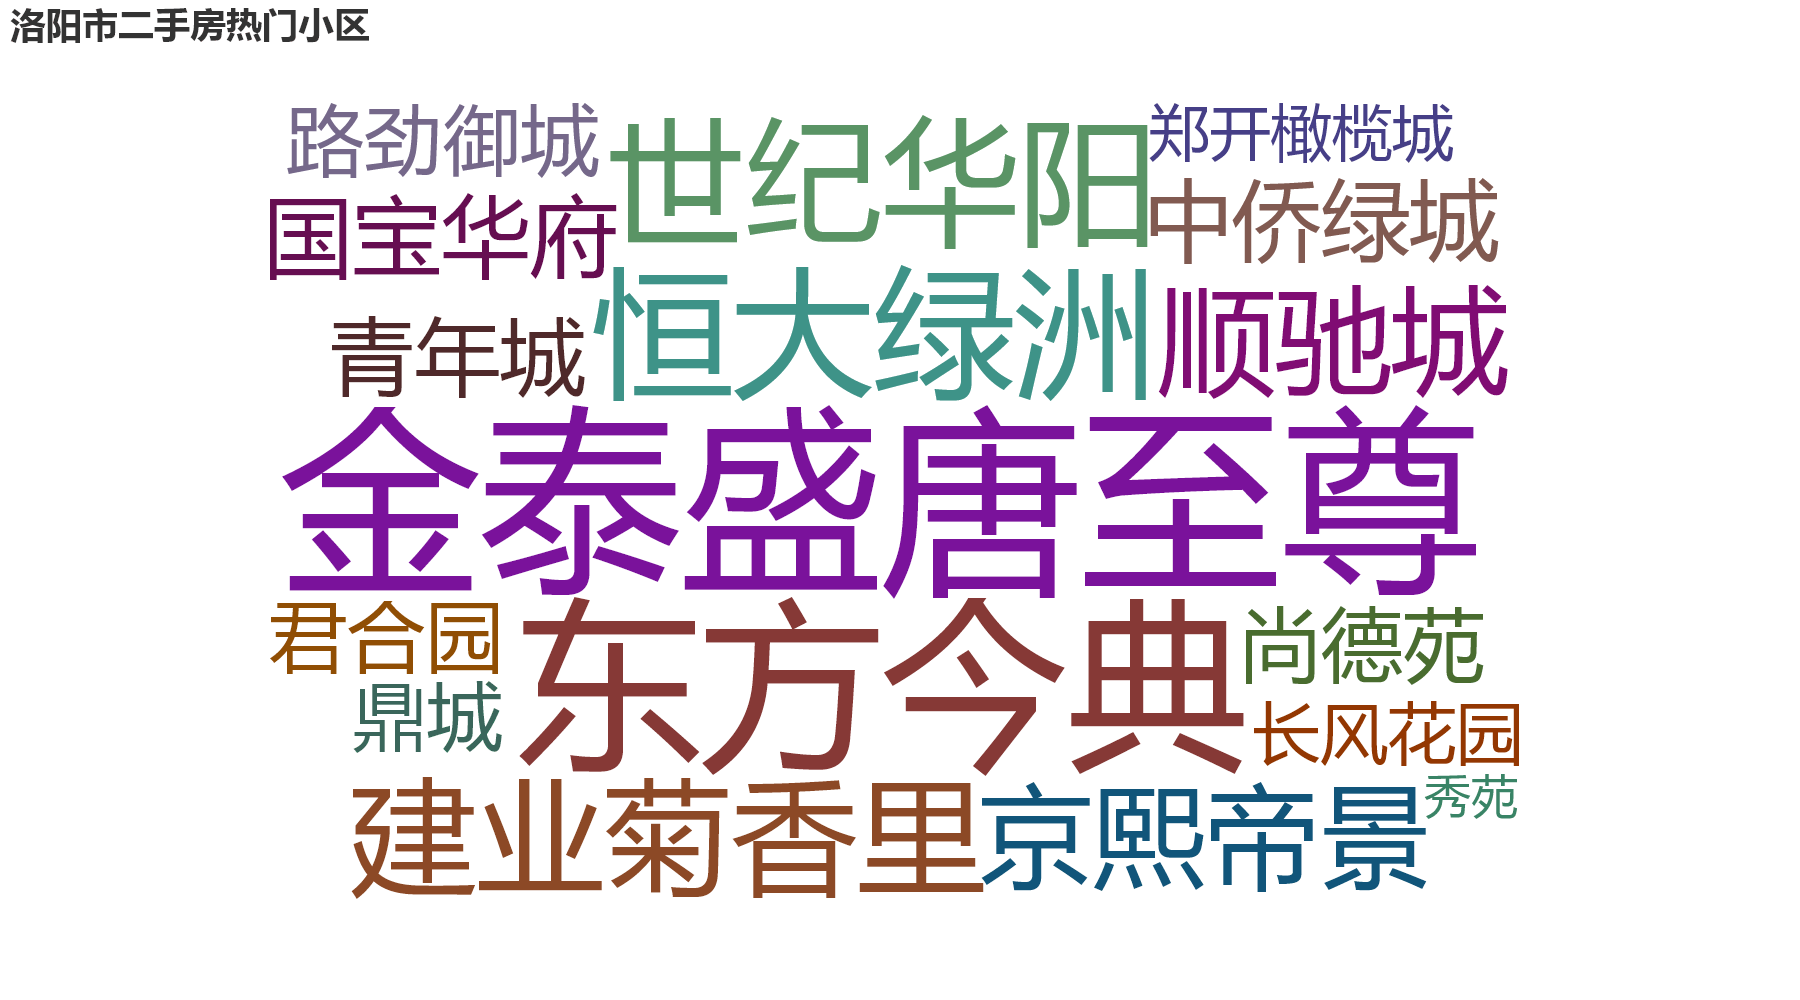 洛阳市二手房热门小区
路劲御城
世纪华阳
郑开橄榄城
国宝华府
中侨绿城
恒大绿洲
顺驰城
青年城
金泰盛唐至尊
君合园
东方今典
尚德苑
鼎城
长风花园
建业菊香里
京熙帝景
秀苑